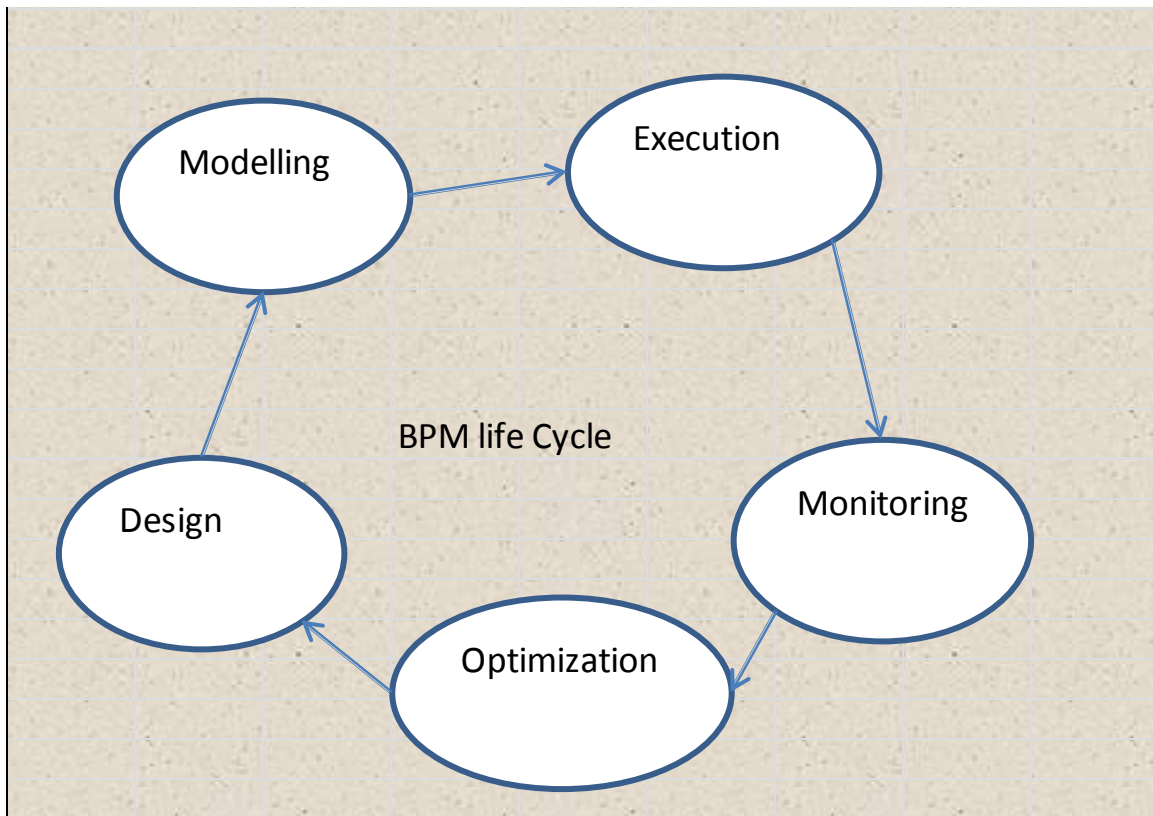 Execution
Modelling
BPM life Cycle
Monitoring
Design
Optimization